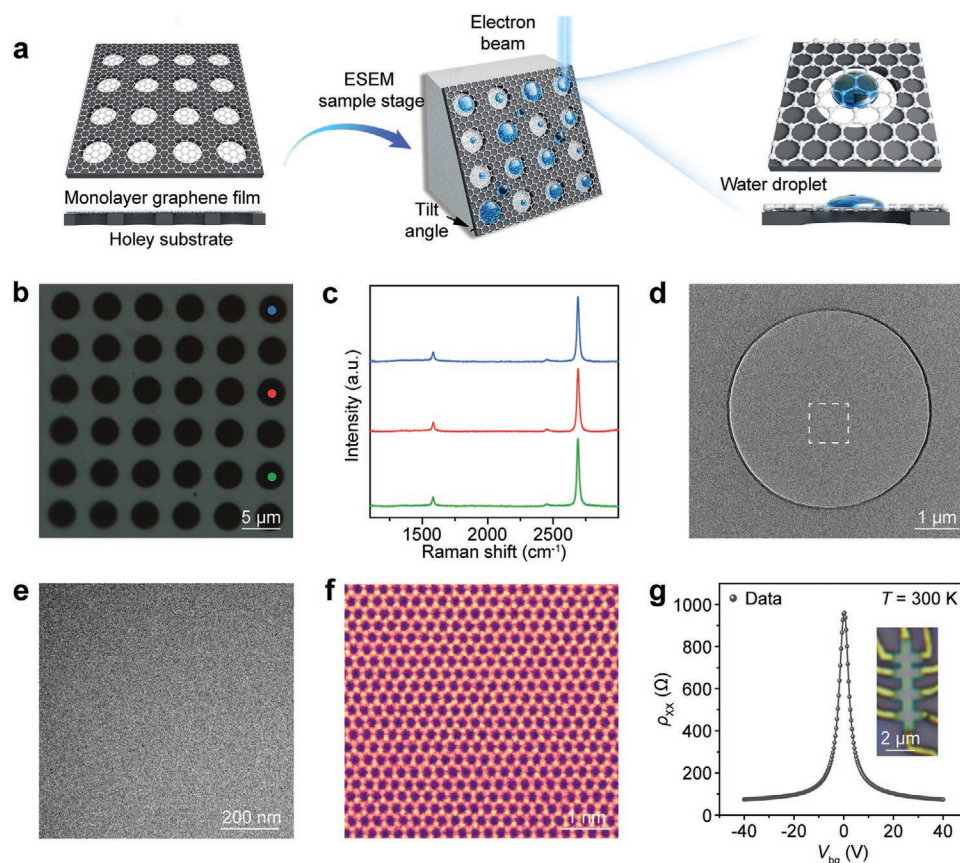 a
Monolayer graphene film
Holey substrate
ESEM
sample stage
Electron
beam
Tilt
angle
Water droplet
b
5 μm
c
Intensity (a.u.)
1500
2000
2500
Raman shift (cm⁻¹)
d
1 μm
e
200 nm
f
1 nm
g
Data
T = 300 K
1000
800
600
400
200
0
ρxx (Ω)
2 μm
-40
-20
0
20
40
Vbg (V)